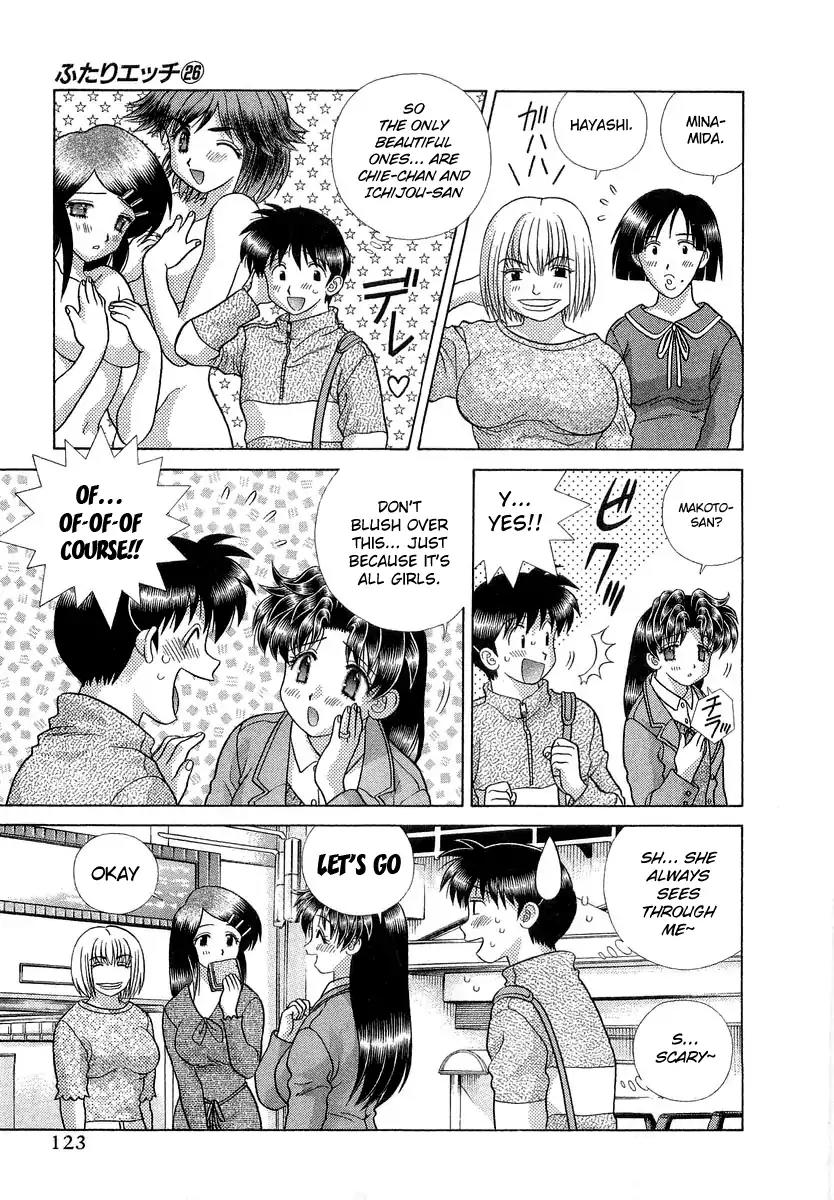 ふたりエッチ㉖
MINA-
MIDA.
HAYASHI.
ガハハ
SO
THE ONLY
BEAUTIFUL
ONES... ARE
CHIE-CHAN AND
ICHIJOU-SAN
デレ
♡
MAKOTO-
SAN?
チラッ
ビクッ
Y...
YES!!
DON'T
BLUSH OVER
THIS... JUST
BECAUSE IT'S
ALL GIRLS.
OF...
OF-OF-OF
COURSE!!
SH... SHE
ALWAYS
SEES
THROUGH
ME~
S...
SCARY~
LET'S GO
OKAY
123